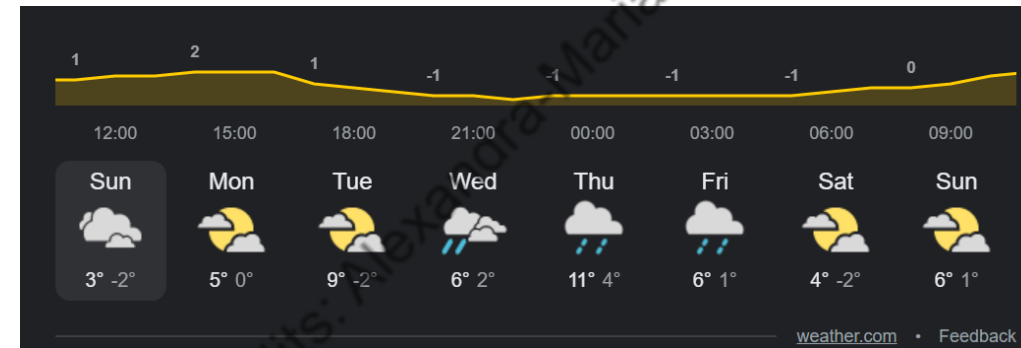 1 2 1 -1 -1 -1 -1 0
12:00 15:00 18:00 21:00 00:00 03:00 06:00 09:00
Sun Mon Tue Wed Thu Fri Sat Sun
3° -2° 5° 0° 9° -2° 6° 2° 11° 4° 6° 1° 4° -2° 6° 1°
weather.com • Feedback
Alexandra-Maria